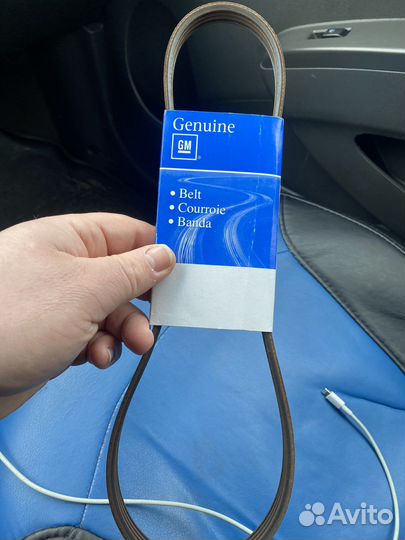 Genuine
GM
• Belt
• Courroie
• Banda
Avito